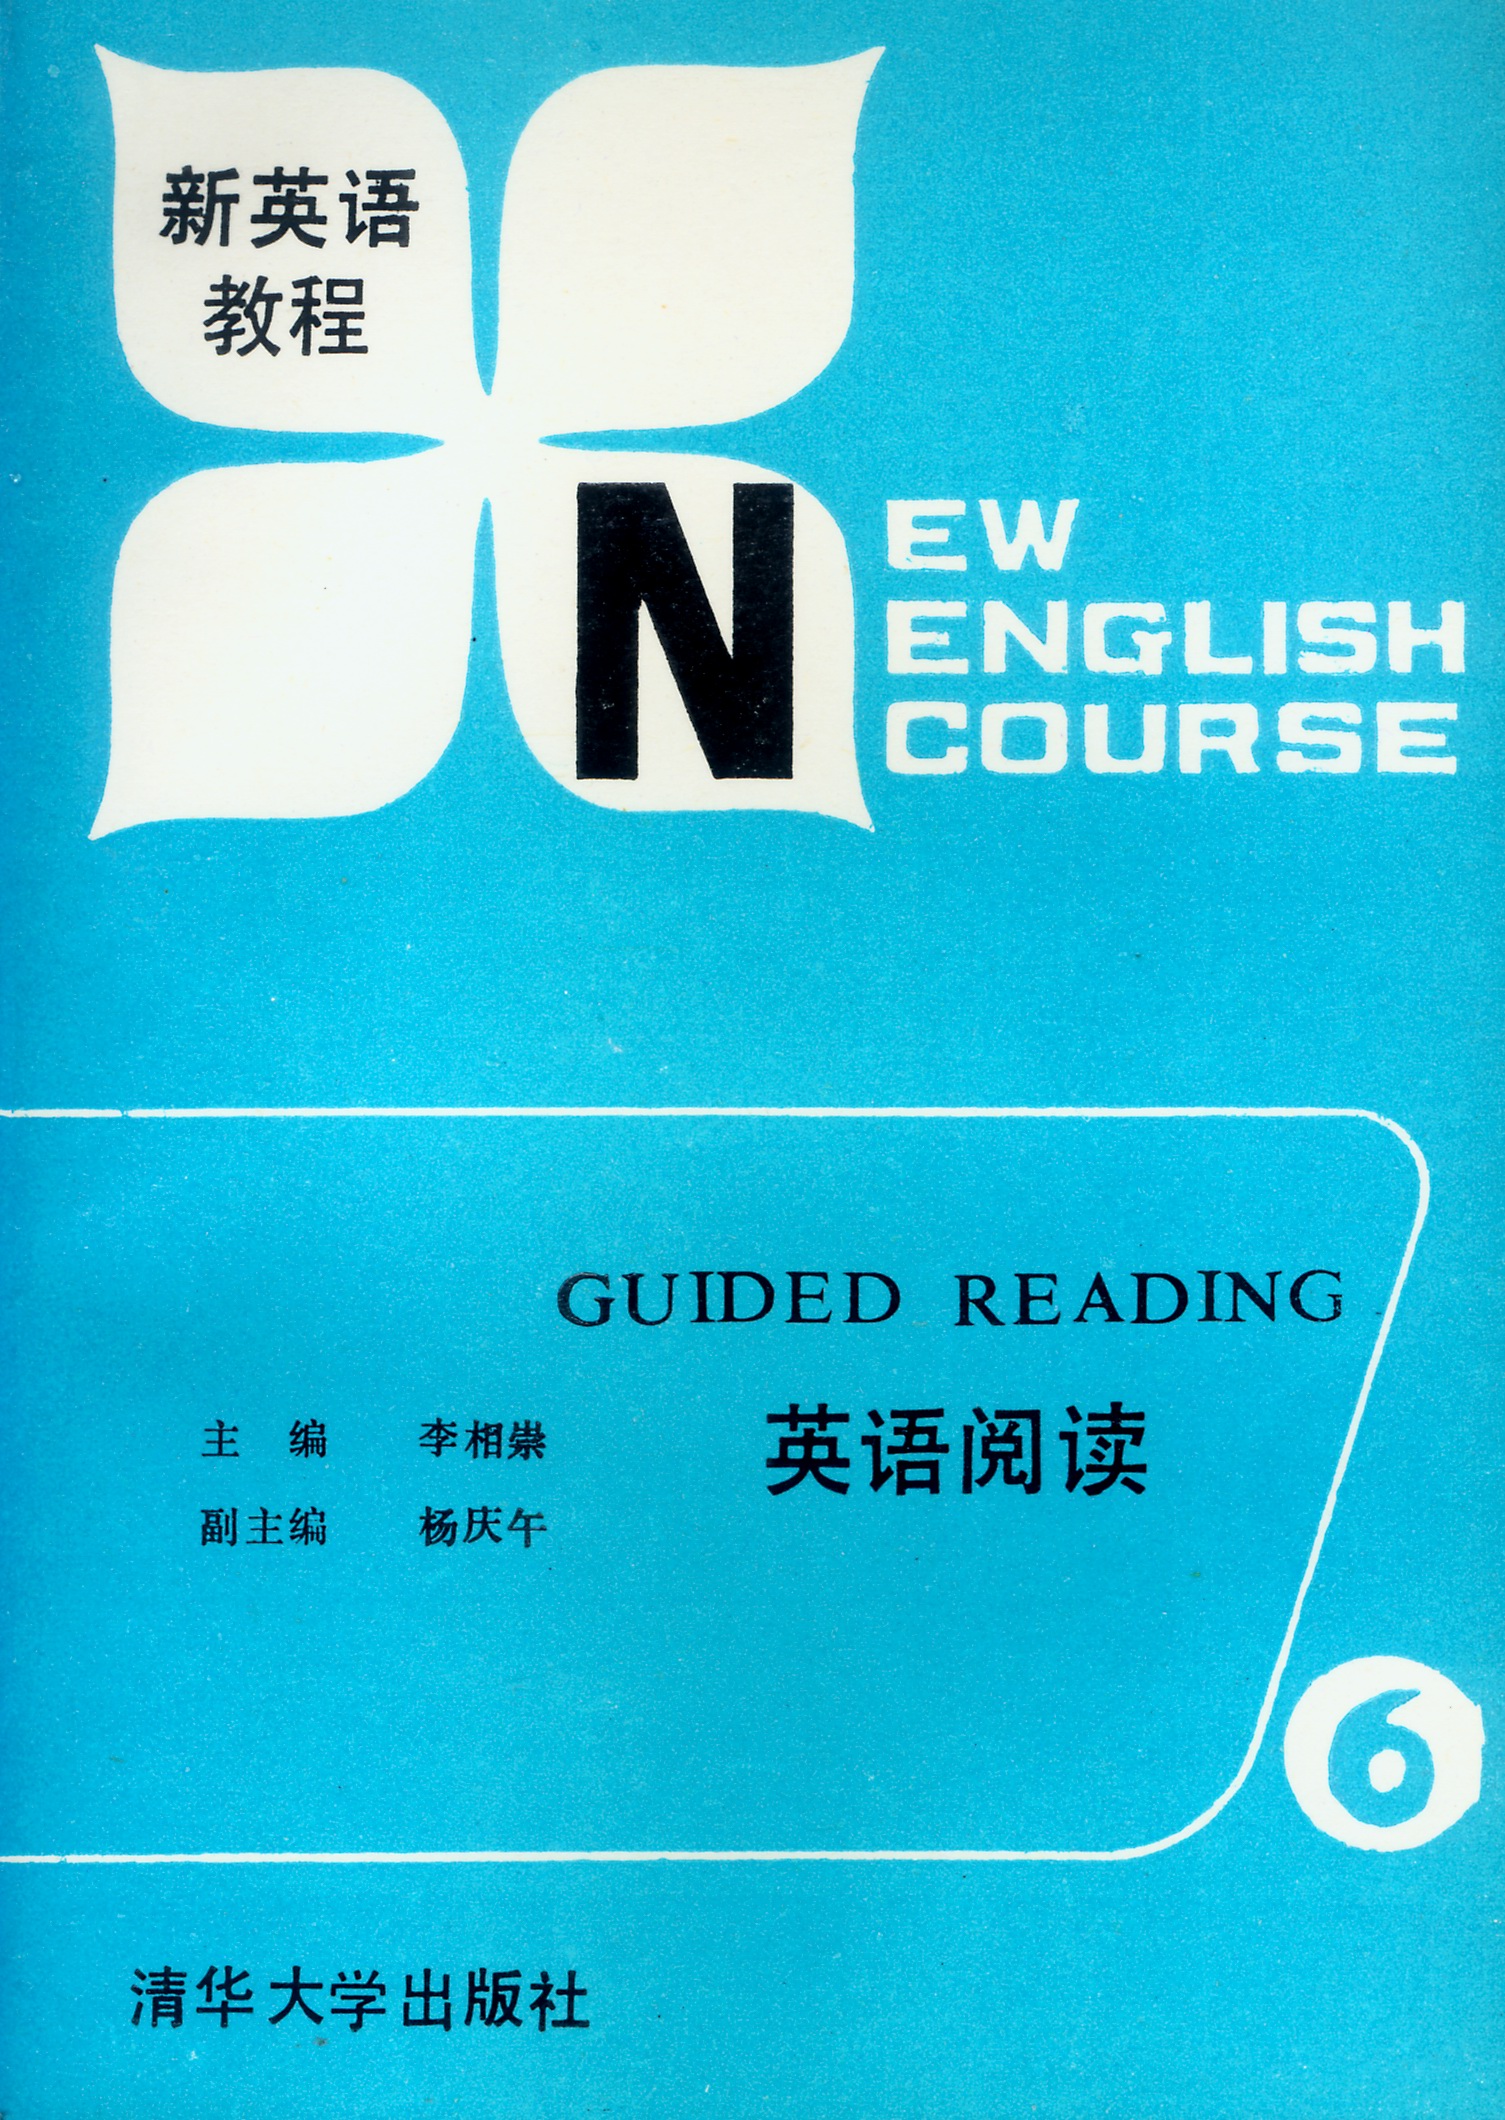 新英语
教程
NEW
ENGLISH
COURSE
GUIDED READING
英语阅读
主 编 李相崇
副主编 杨庆午
6
清华大学出版社